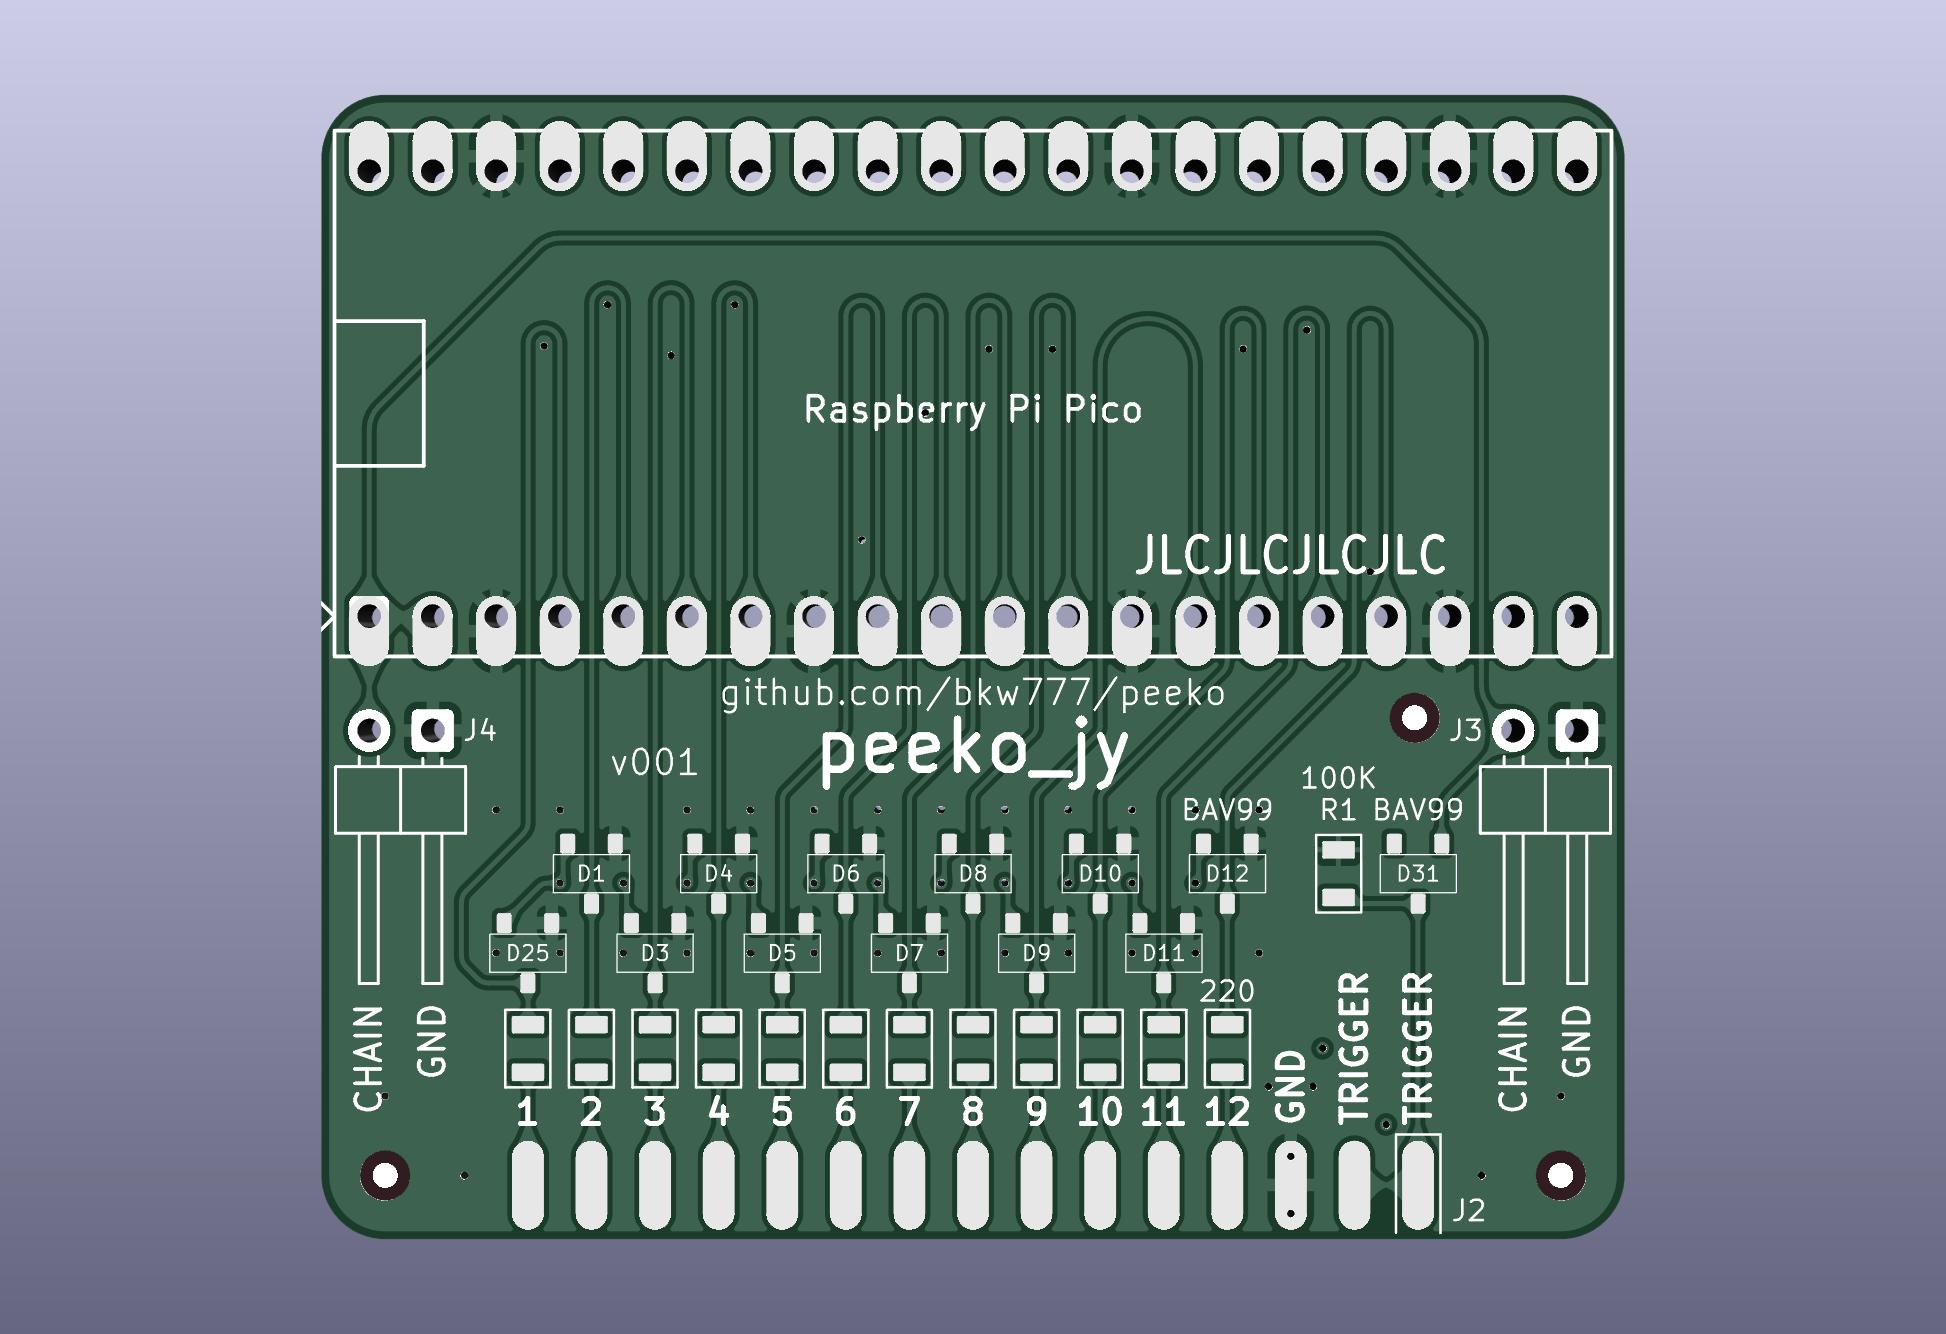 Raspberry Pi Pico
JLCJLCJLCJLC
github.com/bkw777/peeko
J4
peeko_jy
J3
v001
100K
BAV99
R1
BAV99
D1
D4
D6
D8
D10
D12
D31
D25
D3
D5
D7
D9
D11
220
CHAIN
GND
1
2
3
4
5
6
7
8
9
10
11
12
GND
TRIGGER
TRIGGER
CHAIN
GND
J2